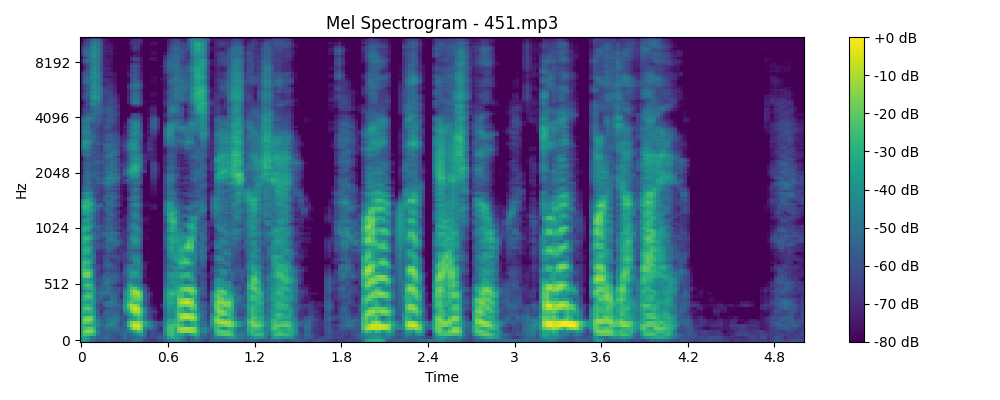 Mel Spectrogram - 451.mp3
+0 dB
8192
-10 dB
4096
-20 dB
-30 dB
2048
Hz
-40 dB
1024
-50 dB
512
-60 dB
-70 dB
0
-80 dB
0 0.6 1.2 1.8 2.4 3 3.6 4.2 4.8
Time